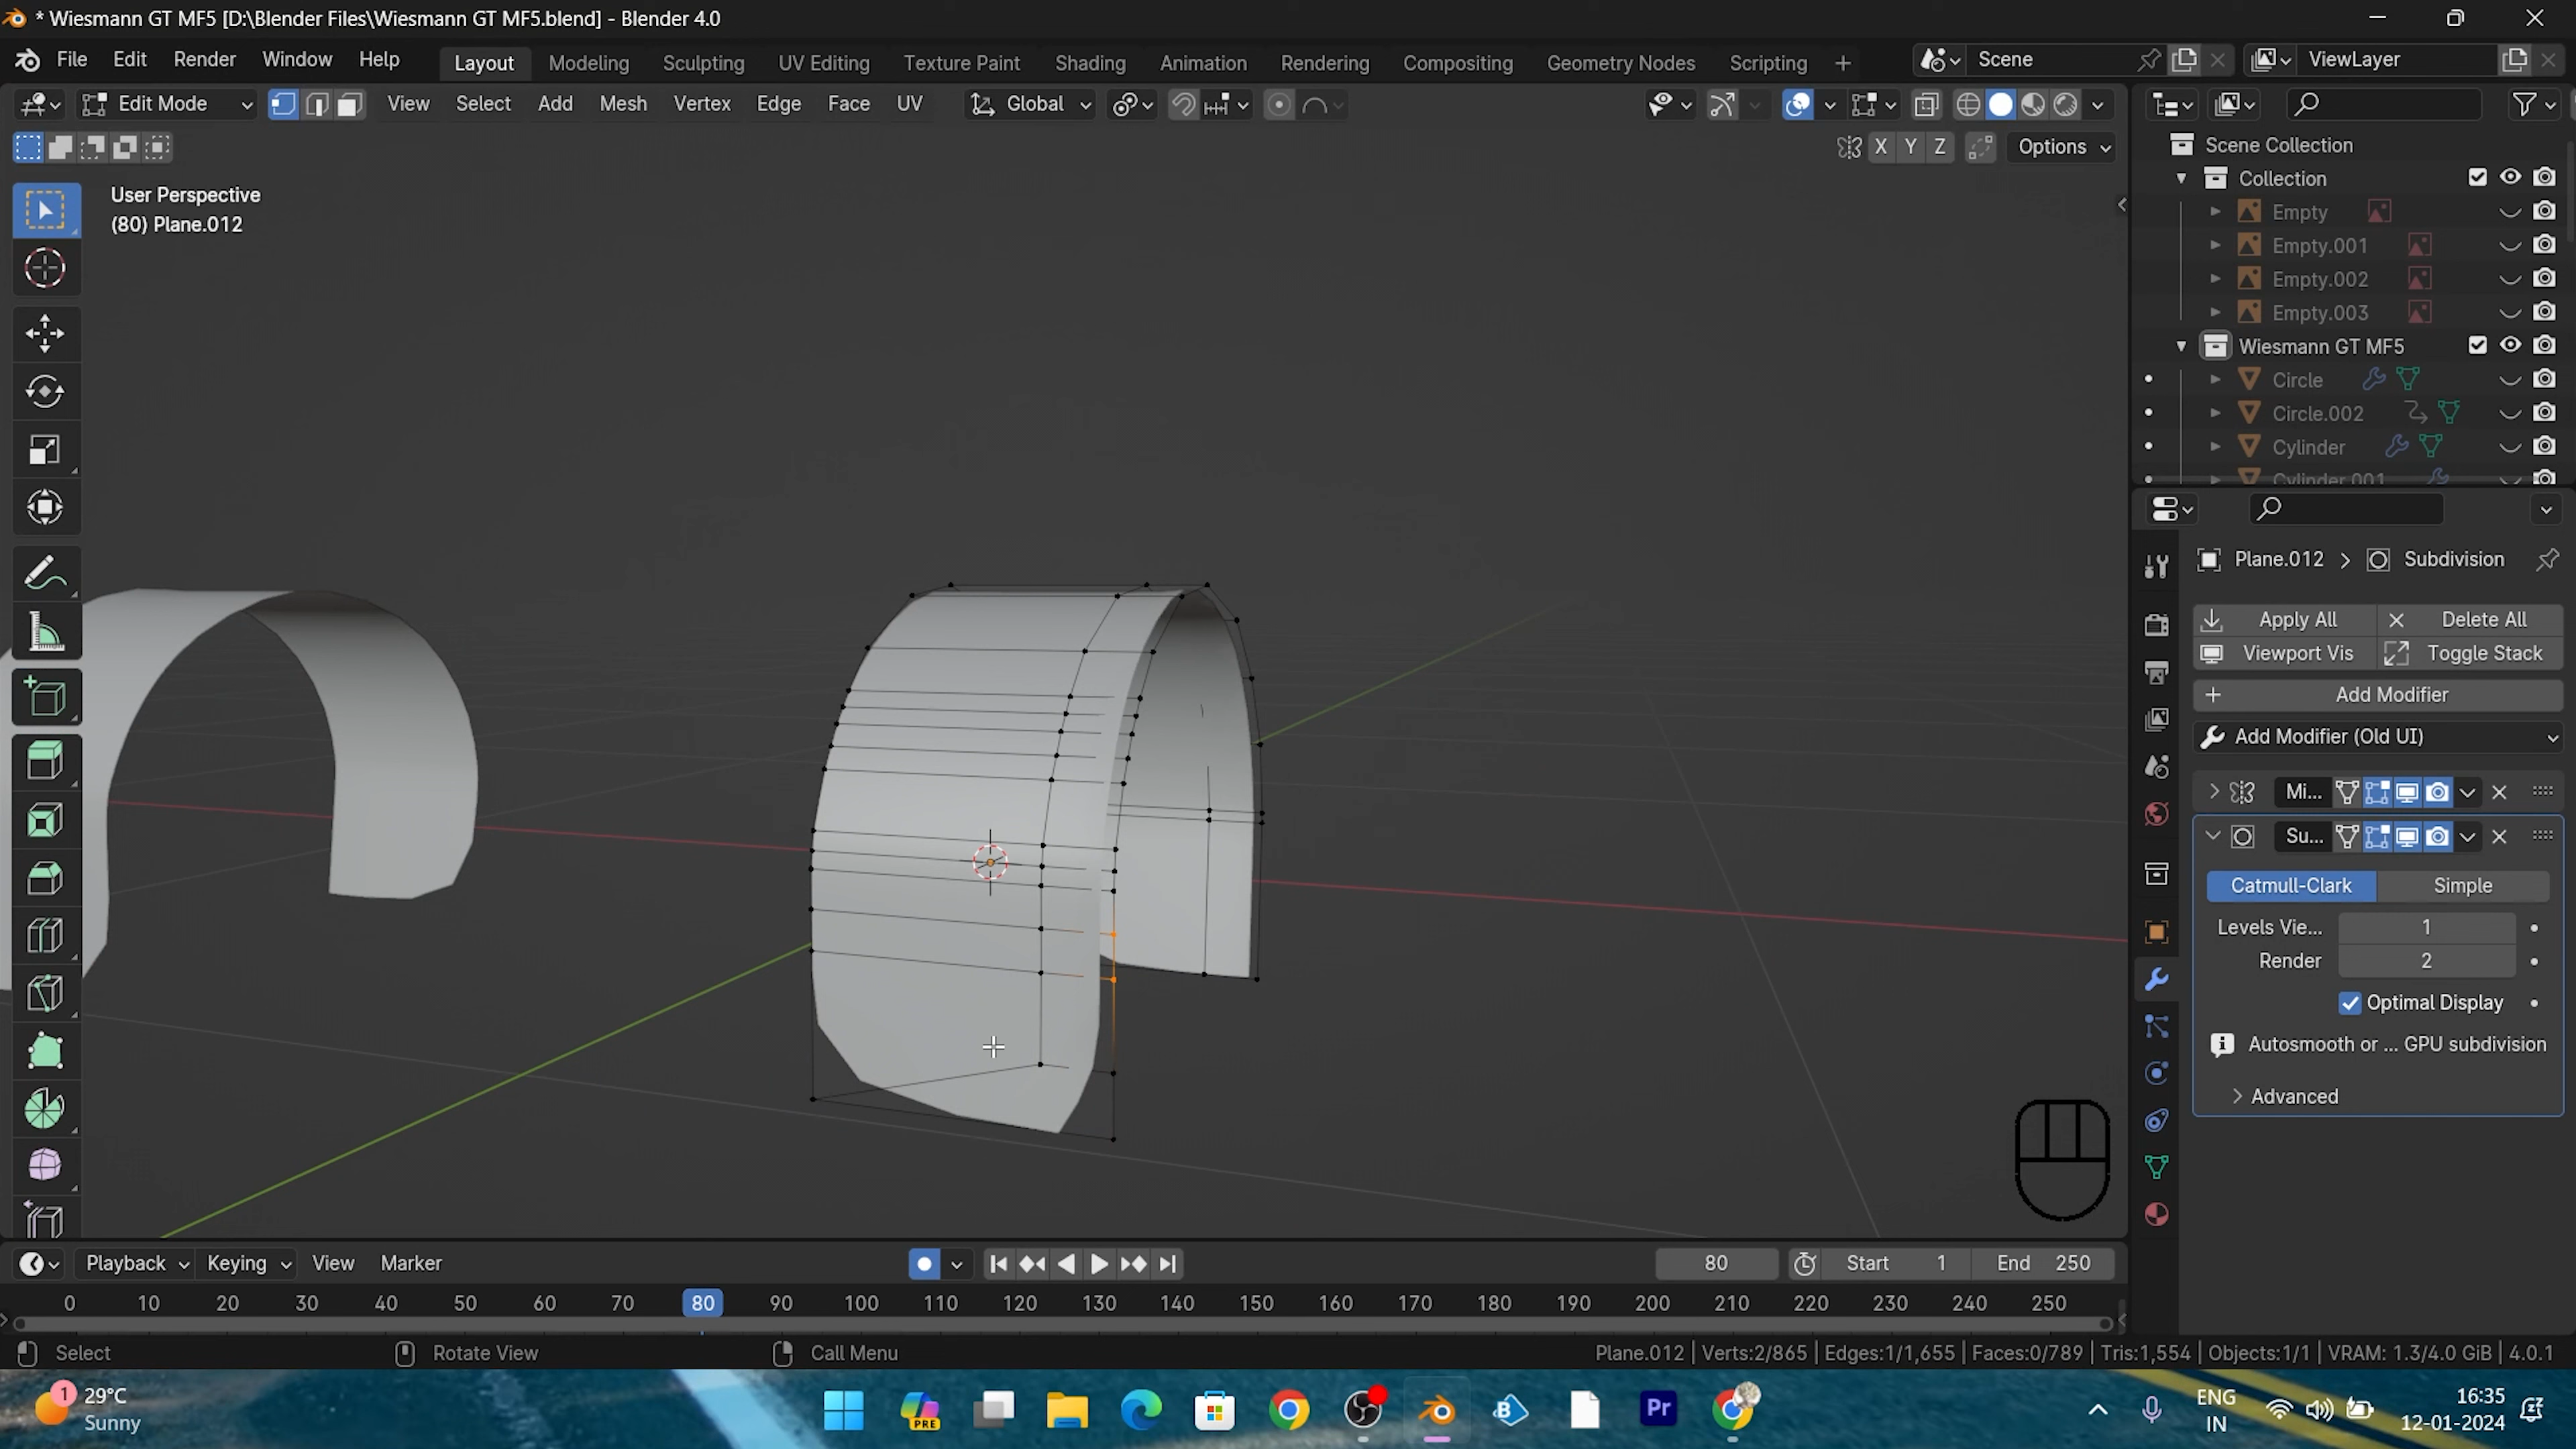 * Wiesmann GT MF5 [D:\Blender Files\Wiesmann GT MF5.blend] - Blender 4.0
File Edit Render Window Help Layout Modeling Sculpting UV Editing Texture Paint Shading Animation Rendering Compositing Geometry Nodes Scripting + Scene ViewLayer
Edit Mode View Select Add Mesh Vertex Edge Face UV Global
X Y Z Options
User Perspective
(80) Plane.012
Scene Collection
Collection
Empty
Empty.001
Empty.002
Empty.003
Wiesmann GT MF5
Circle
Circle.002
Cylinder
Cylinder.001
Plane.012 > Subdivision
Apply All Delete All
Viewport Vis Toggle Stack
Add Modifier
Add Modifier (Old UI)
Mi...
Su...
Catmull-Clark Simple
Levels Vie... 1
Render 2
Optimal Display
Autosmooth or ... GPU subdivision
Advanced
Playback Keying View Marker 80 Start 1 End 250
0 10 20 30 40 50 60 70 80 90 100 110 120 130 140 150 160 170 180 190 200 210 220 230 240 250
Select Rotate View Call Menu Plane.012 | Verts:2/865 | Edges:1/1,655 | Faces:0/789 | Tris:1,554 | Objects:1/1 | VRAM: 1.3/4.0 GiB | 4.0.1
1
29°C
Sunny
PRE
B
Pr
ENG
IN
16:35
12-01-2024